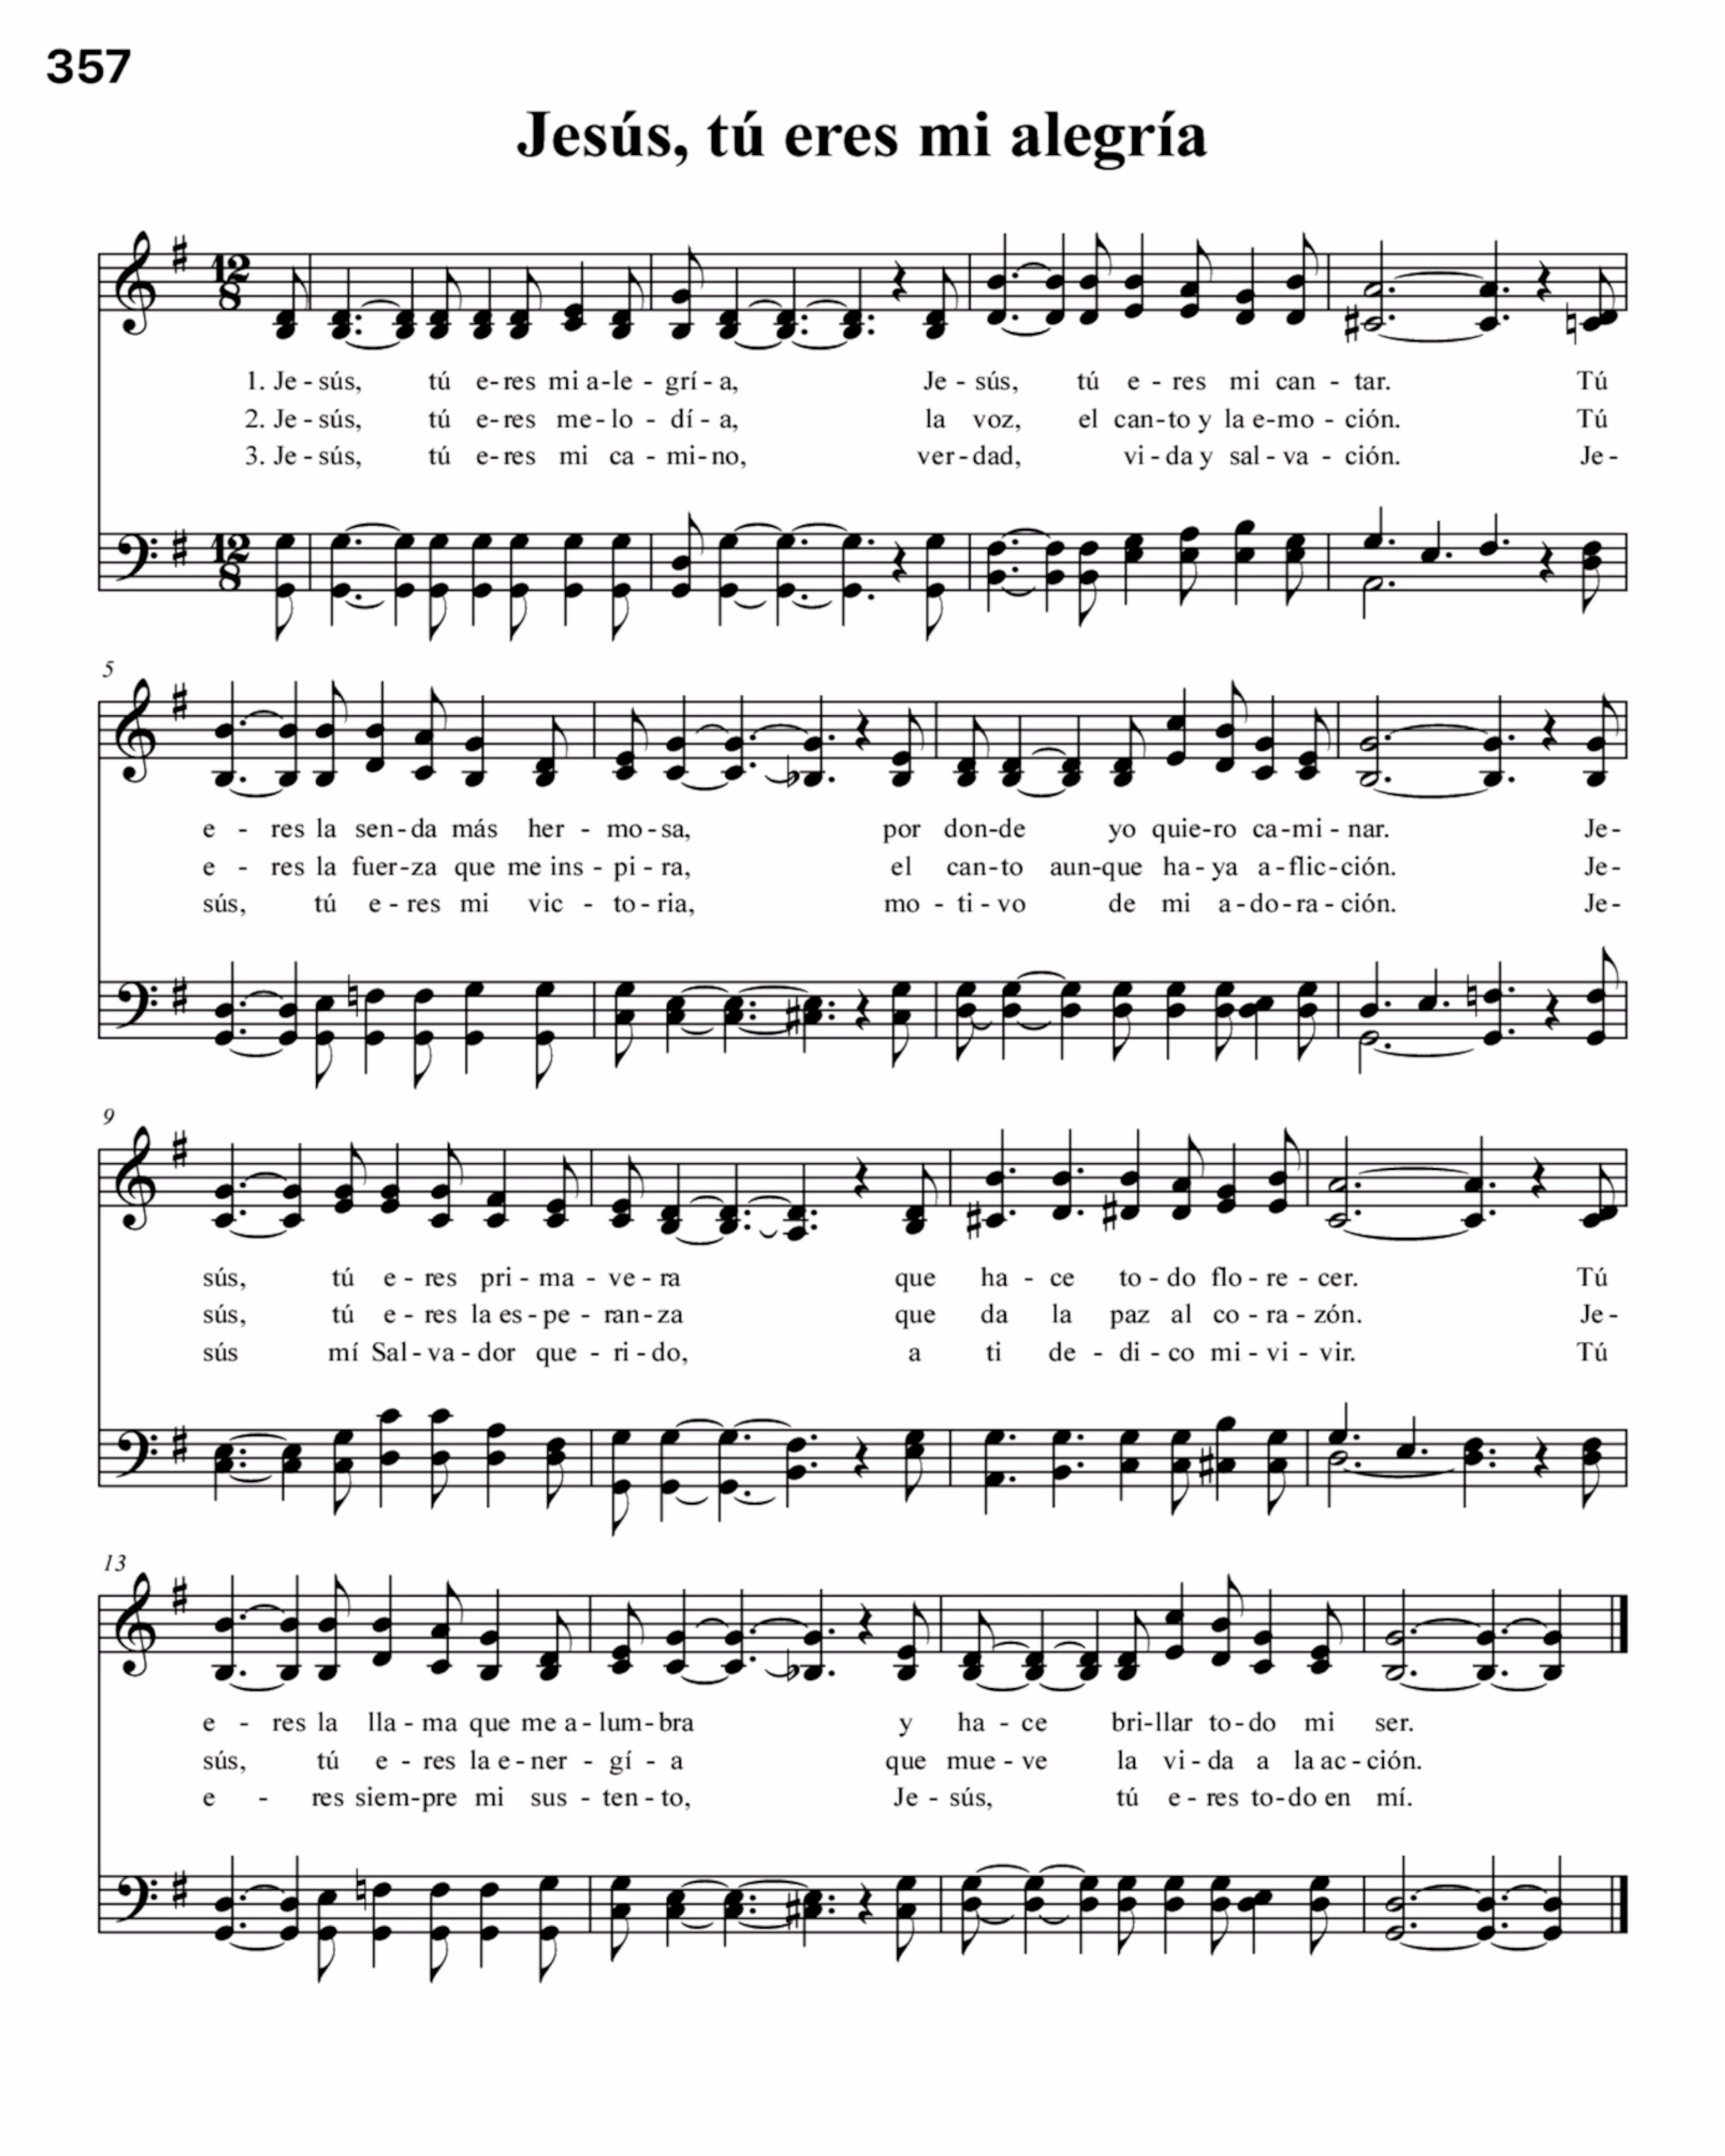 357
Jesús, tú eres mi alegría
12 8
1. Je - sús, tú e - res mi a - le - grí - a, Je - sús, tú e - res mi can - tar. Tú
2. Je - sús, tú e - res me - lo - dí - a, la voz, el can - to y la e - mo - ción. Tú
3. Je - sús, tú e - res mi ca - mi - no, ver - dad, vi - da y sal - va - ción. Je -
12 8
5
e - res la sen - da más her - mo - sa, por don - de yo quie - ro ca - mi - nar. Je -
e - res la fuer - za que me ins - pi - ra, el can - to aun - que ha - ya a - flic - ción. Je -
sús, tú e - res mi vic - to - ria, mo - ti - vo de mi a - do - ra - ción. Je -
9
sús, tú e - res pri - ma - ve - ra que ha - ce to - do flo - re - cer. Tú
sús, tú e - res la es - pe - ran - za que da la paz al co - ra - zón. Je -
sús mí Sal - va - dor que - ri - do, a ti de - di - co mi - vi - vir. Tú
13
e - res la lla - ma que me a - lum - bra y ha - ce bri - llar to - do mi ser.
sús, tú e - res la e - ner - gí - a que mue - ve la vi - da a la ac - ción.
e - res siem - pre mi sus - ten - to, Je - sús, tú e - res to - do en mí.